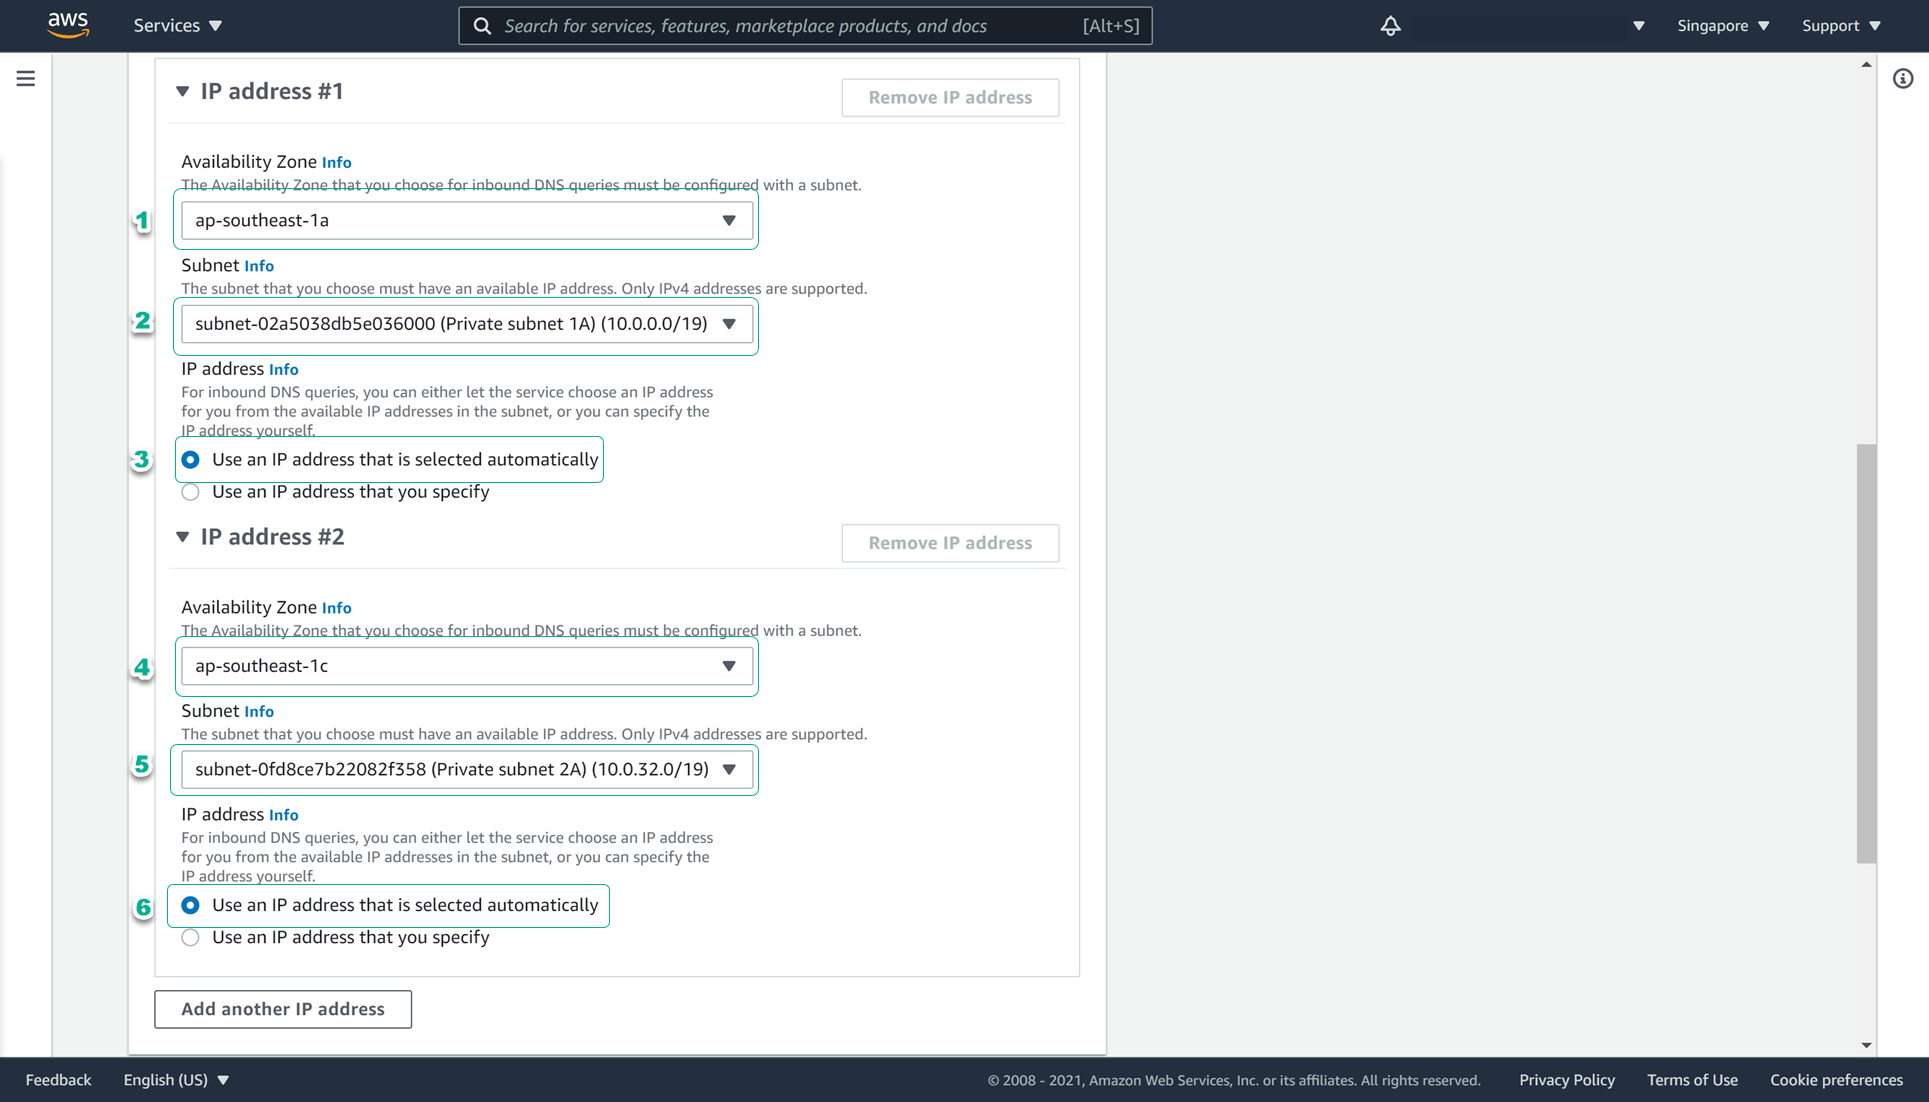 aws Services Search for services, features, marketplace products, and docs [Alt+S] Singapore Support
IP address #1
Remove IP address
Availability Zone Info
The Availability Zone that you choose for inbound DNS queries must be configured with a subnet.
1 ap-southeast-1a
Subnet Info
The subnet that you choose must have an available IP address. Only IPv4 addresses are supported.
2 subnet-02a5038db5e036000 (Private subnet 1A) (10.0.0.0/19)
IP address Info
For inbound DNS queries, you can either let the service choose an IP address
for you from the available IP addresses in the subnet, or you can specify the
IP address yourself.
3 Use an IP address that is selected automatically
Use an IP address that you specify
IP address #2
Remove IP address
Availability Zone Info
The Availability Zone that you choose for inbound DNS queries must be configured with a subnet.
4 ap-southeast-1c
Subnet Info
The subnet that you choose must have an available IP address. Only IPv4 addresses are supported.
5 subnet-0fd8ce7b22082f358 (Private subnet 2A) (10.0.32.0/19)
IP address Info
For inbound DNS queries, you can either let the service choose an IP address
for you from the available IP addresses in the subnet, or you can specify the
IP address yourself.
6 Use an IP address that is selected automatically
Use an IP address that you specify
Add another IP address
Feedback English (US) © 2008 - 2021, Amazon Web Services, Inc. or its affiliates. All rights reserved. Privacy Policy Terms of Use Cookie preferences